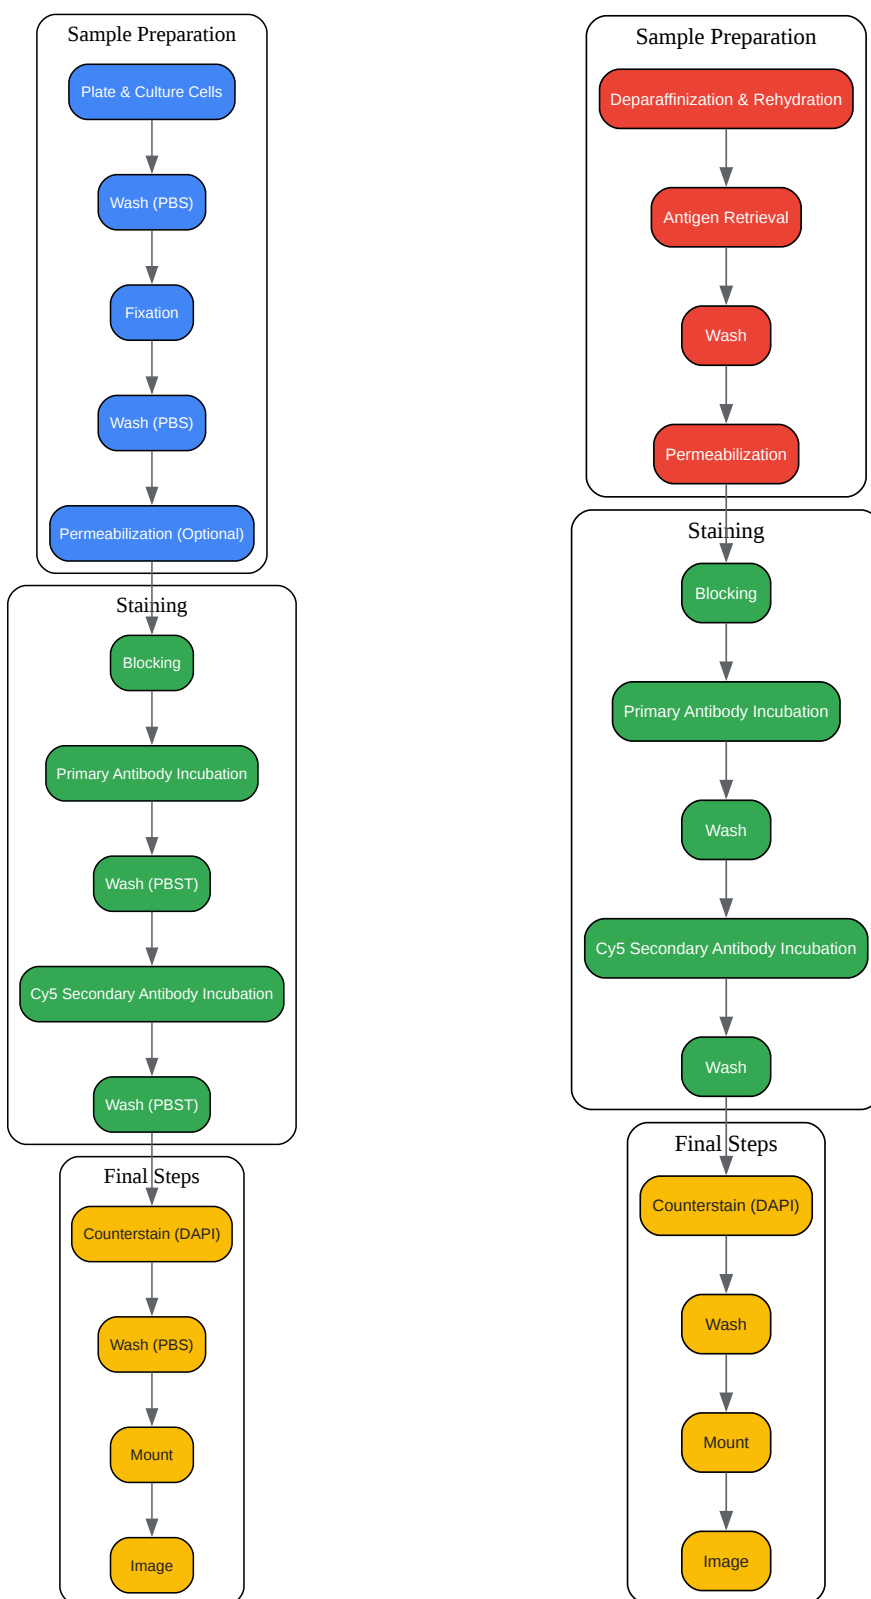 Sample Preparation
Plate & Culture Cells
Wash (PBS)
Fixation
Wash (PBS)
Permeabilization (Optional)
Staining
Blocking
Primary Antibody Incubation
Wash (PBST)
Cy5 Secondary Antibody Incubation
Wash (PBST)
Final Steps
Counterstain (DAPI)
Wash (PBS)
Mount
Image
Sample Preparation
Deparaffinization & Rehydration
Antigen Retrieval
Wash
Permeabilization
Staining
Blocking
Primary Antibody Incubation
Wash
Cy5 Secondary Antibody Incubation
Wash
Final Steps
Counterstain (DAPI)
Wash
Mount
Image